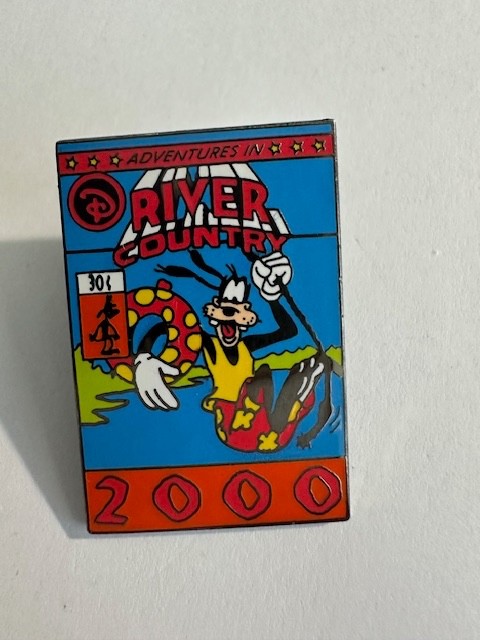 ADVENTURES IN
D
RIVER
COUNTRY
30¢
2000